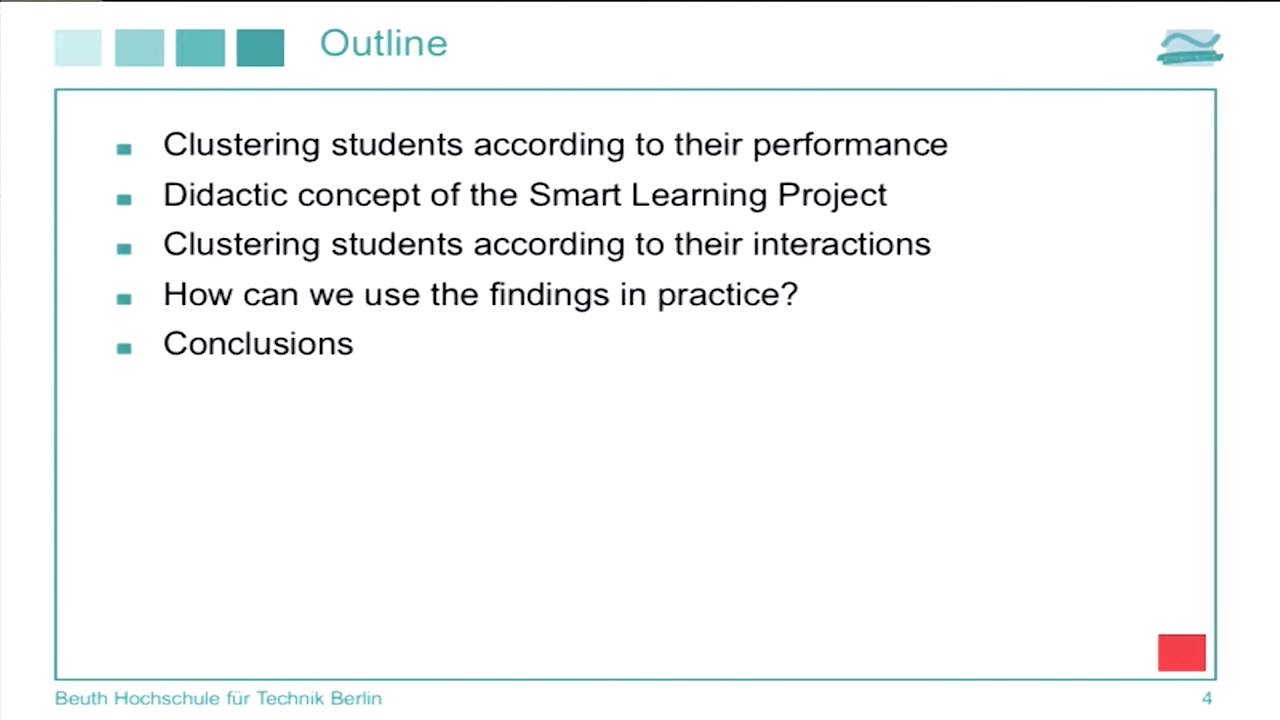 Outline
Clustering students according to their performance
Didactic concept of the Smart Learning Project
Clustering students according to their interactions
How can we use the findings in practice?
Conclusions
Beuth Hochschule für Technik Berlin
4